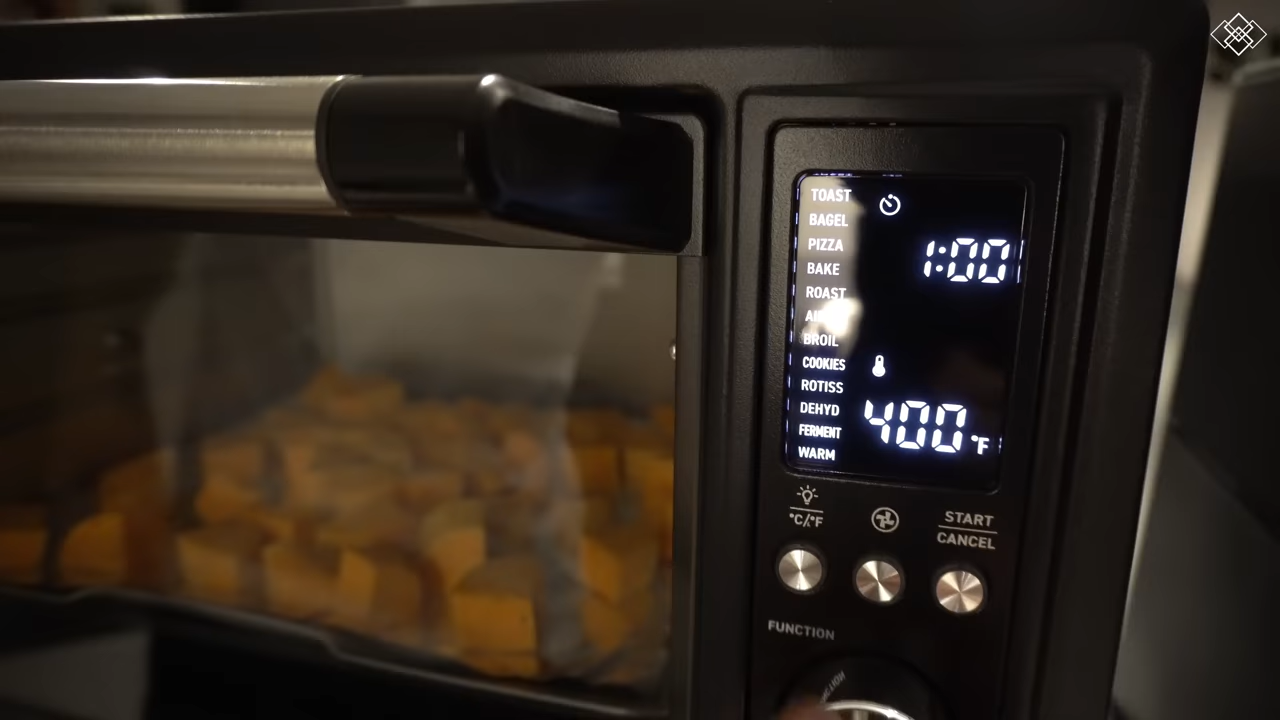 TOAST
BAGEL
PIZZA
BAKE
ROAST
BROIL
COOKIES
ROTISS
DEHYD
FERMENT
WARM
1:00
400 °F
°C/°F
START
CANCEL
FUNCTION